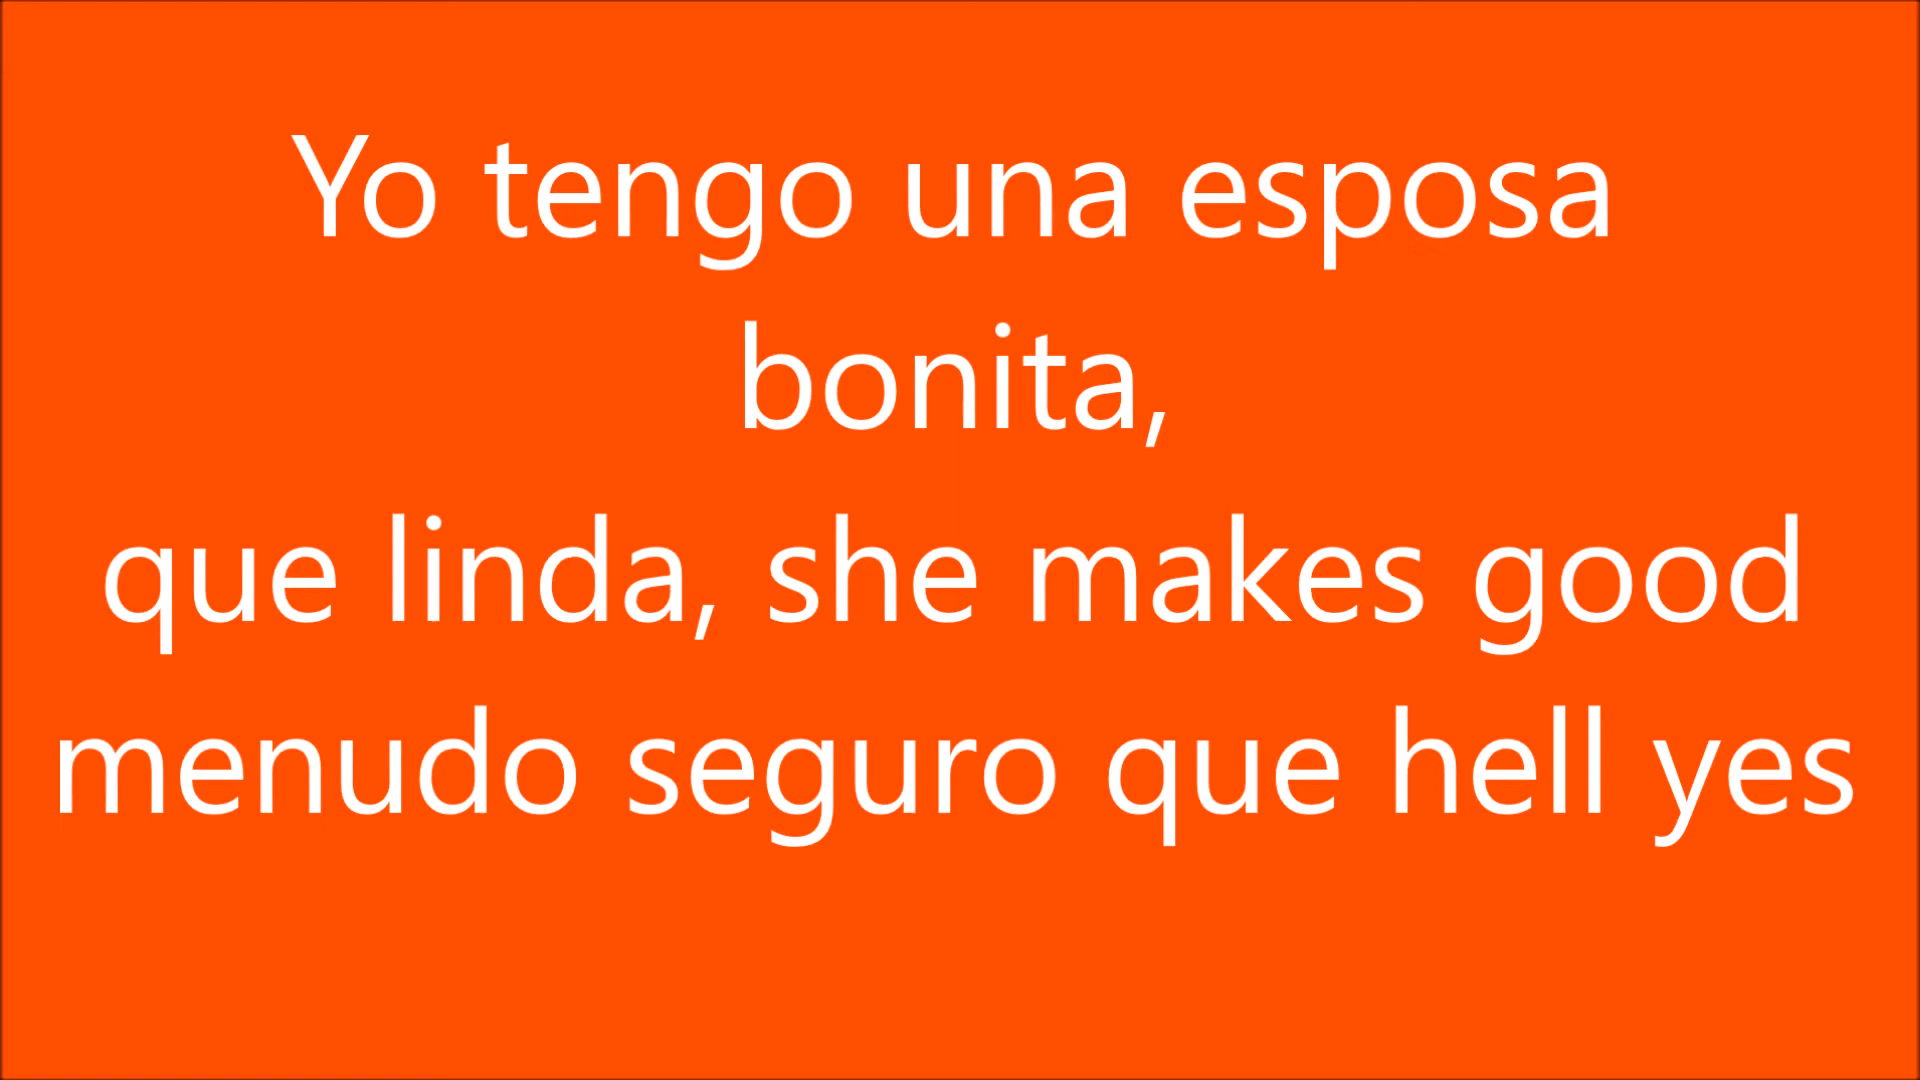 Yo tengo una esposa
bonita,
que linda, she makes good
menudo seguro que hell yes